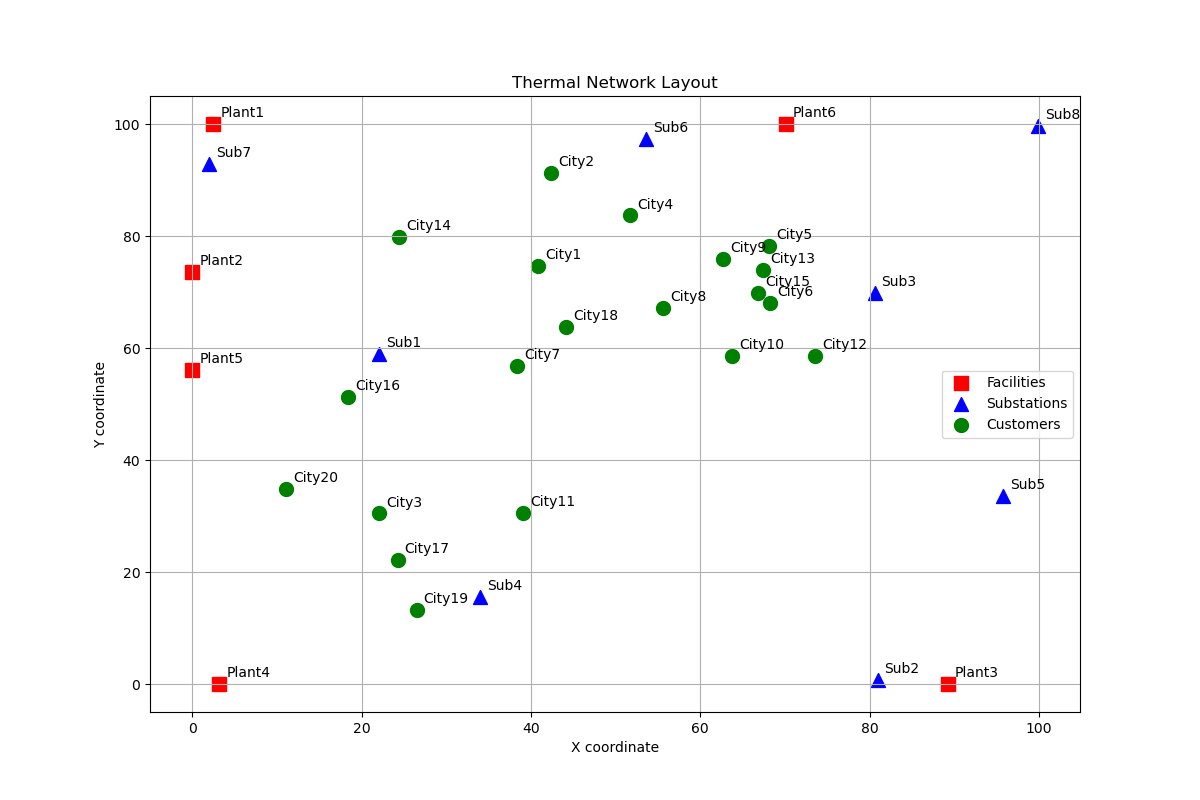 Thermal Network Layout
Plant1
Plant6
Sub8
Sub6
Sub7
City2
City4
City14
City5
City9
City1
Plant2
City13
City15
Sub3
City6
City8
City18
Sub1
City10
City12
City7
Plant5
City16
Facilities
Substations
Customers
City20
Sub5
City3
City11
City17
Sub4
City19
Plant4
Sub2
Plant3
100
80
60
40
20
0
Y coordinate
0 20 40 60 80 100
X coordinate